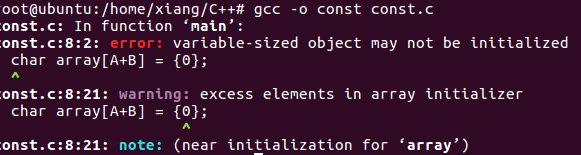 root@ubuntu:/home/xiang/C++# gcc -o const const.c
const.c: In function ‘main’:
const.c:8:2: error: variable-sized object may not be initialized
char array[A+B] = {0};
^
const.c:8:21: warning: excess elements in array initializer
char array[A+B] = {0};
^
const.c:8:21: note: (near initialization for ‘array’)